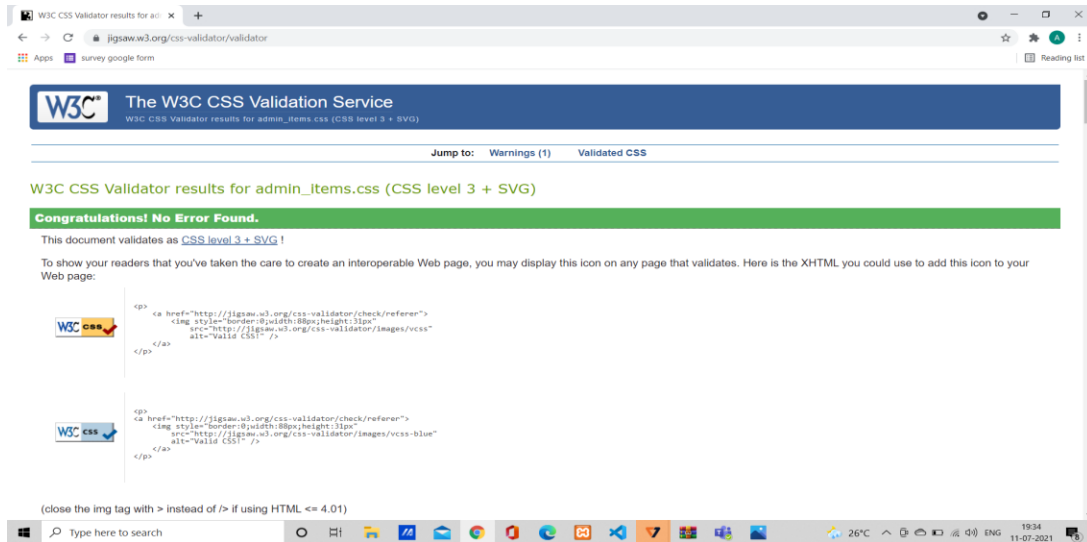 W3C CSS Validator results for adm
jigsaw.w3.org/css-validator/validator
A
Apps survey google form Reading list
W3C® The W3C CSS Validation Service
W3C CSS Validator results for admin_items.css (CSS level 3 + SVG)
Jump to: Warnings (1) Validated CSS
W3C CSS Validator results for admin_items.css (CSS level 3 + SVG)
Congratulations! No Error Found.
This document validates as CSS level 3 + SVG !
To show your readers that you've taken the care to create an interoperable Web page, you may display this icon on any page that validates. Here is the XHTML you could use to add this icon to your
Web page:
<p>
<a href="http://jigsaw.w3.org/css-validator/check/referer">
<img style="border:0;width:88px;height:31px"
src="http://jigsaw.w3.org/css-validator/images/vcss"
alt="Valid CSS!" />
</a>
</p>
W3C css
<p>
<a href="http://jigsaw.w3.org/css-validator/check/referer">
<img style="border:0;width:88px;height:31px"
src="http://jigsaw.w3.org/css-validator/images/vcss-blue"
alt="Valid CSS!" />
</a>
</p>
W3C css
(close the img tag with > instead of /> if using HTML <= 4.01)
Type here to search
26°C ENG 19:34
11-07-2021